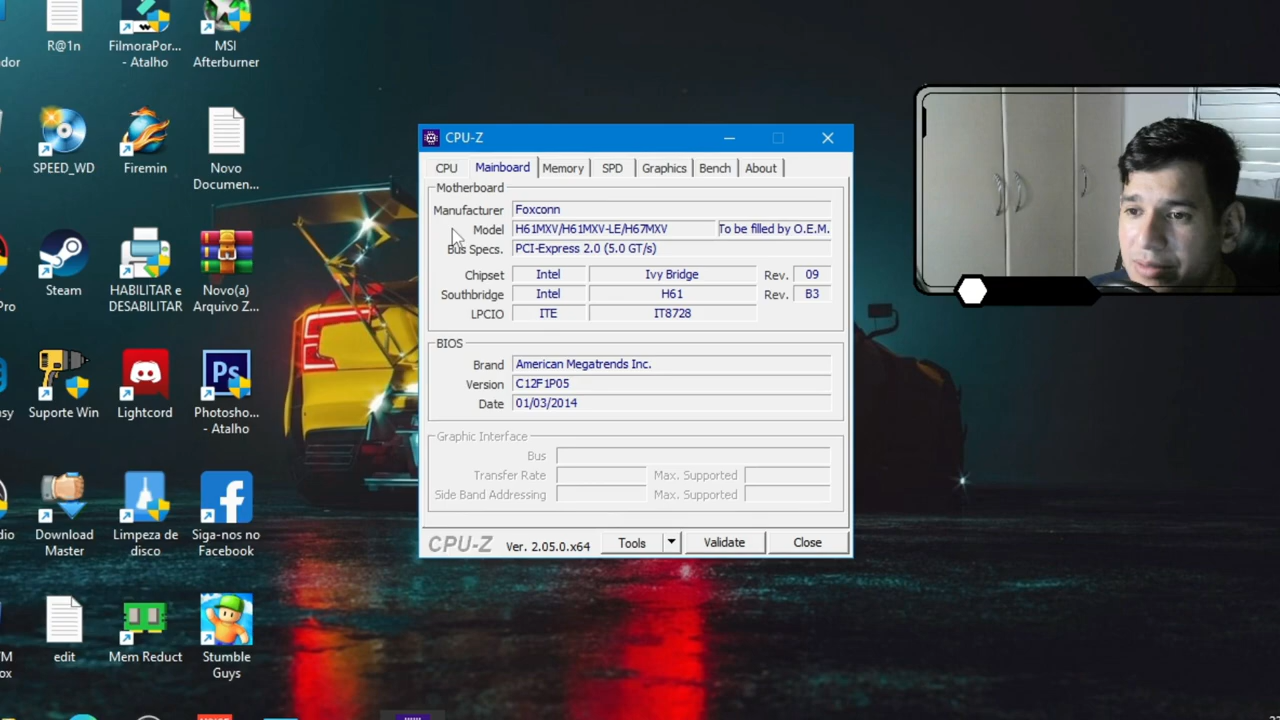 R@1n
FilmoraPor...
- Atalho
MSI
Afterburner
SPEED_WD
Firemin
Novo
Documen...
Steam
HABILITAR e
DESABILITAR
Novo(a)
Arquivo Z...
Suporte Win
Lightcord
Ps
Photosho...
- Atalho
Download
Master
Limpeza de
disco
Siga-nos no
Facebook
edit
Mem Reduct
Stumble
Guys
CPU-Z
CPU Mainboard Memory SPD Graphics Bench About
Motherboard
Manufacturer Foxconn
Model H61MXV/H61MXV-LE/H67MXV To be filled by O.E.M.
Bus Specs. PCI-Express 2.0 (5.0 GT/s)
Chipset Intel Ivy Bridge Rev. 09
Southbridge Intel H61 Rev. B3
LPCIO ITE IT8728
BIOS
Brand American Megatrends Inc.
Version C12F1P05
Date 01/03/2014
Graphic Interface
Bus
Transfer Rate Max. Supported
Side Band Addressing Max. Supported
CPU-Z Ver. 2.05.0.x64 Tools Validate Close